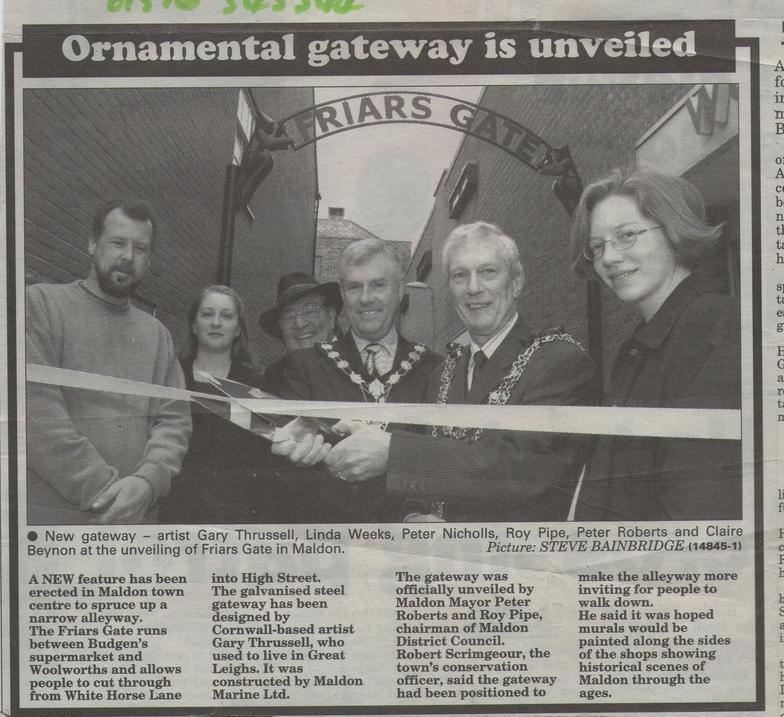 01376 343344
Ornamental gateway is unveiled
FRIARS GATE
● New gateway – artist Gary Thrussell, Linda Weeks, Peter Nicholls, Roy Pipe, Peter Roberts and Claire
Beynon at the unveiling of Friars Gate in Maldon.
Picture: STEVE BAINBRIDGE (14845-1)
A NEW feature has been
erected in Maldon town
centre to spruce up a
narrow alleyway.
The Friars Gate runs
between Budgen's
supermarket and
Woolworths and allows
people to cut through
from White Horse Lane
into High Street.
The galvanised steel
gateway has been
designed by
Cornwall-based artist
Gary Thrussell, who
used to live in Great
Leighs. It was
constructed by Maldon
Marine Ltd.
The gateway was
officially unveiled by
Maldon Mayor Peter
Roberts and Roy Pipe,
chairman of Maldon
District Council.
Robert Scrimgeour, the
town's conservation
officer, said the gateway
had been positioned to
make the alleyway more
inviting for people to
walk down.
He said it was hoped
murals would be
painted along the sides
of the shops showing
historical scenes of
Maldon through the
ages.